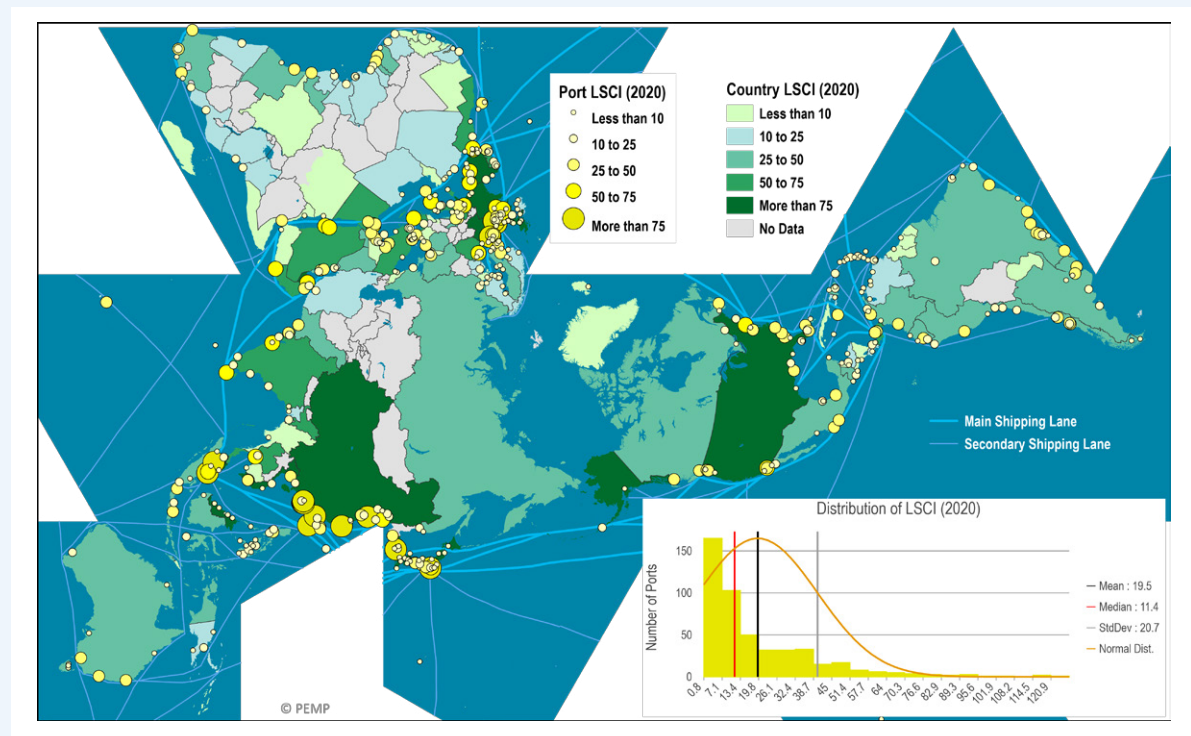 Port LSCI (2020)
Less than 10
10 to 25
25 to 50
50 to 75
More than 75
Country LSCI (2020)
Less than 10
10 to 25
25 to 50
50 to 75
More than 75
No Data
Main Shipping Lane
Secondary Shipping Lane
Distribution of LSCI (2020)
Number of Ports
150
100
50
0
0.8
7.1
13.4
19.8
26.1
32.4
38.7
45
51.4
57.7
64
70.3
76.6
82.9
89.3
95.6
101.9
108.2
114.5
120.9
Mean : 19.5
Median : 11.4
StdDev : 20.7
Normal Dist.
© PEMP